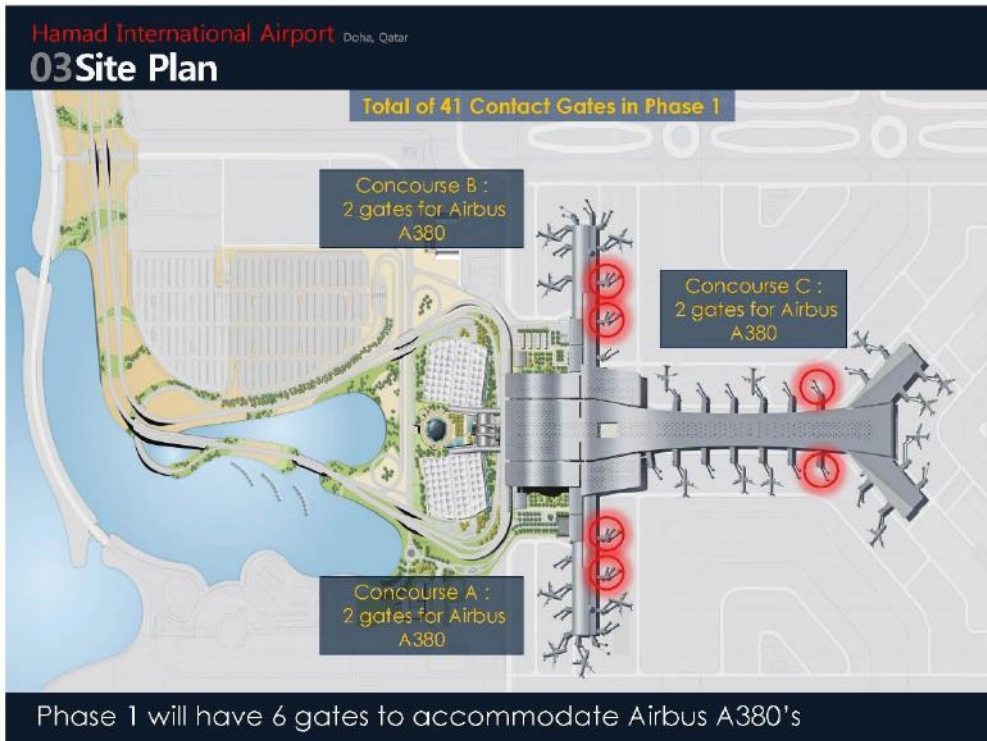 Hamad International Airport Doha, Qatar
03 Site Plan
Total of 41 Contact Gates in Phase 1
Concourse B :
2 gates for Airbus
A380
Concourse C :
2 gates for Airbus
A380
Concourse A :
2 gates for Airbus
A380
Phase 1 will have 6 gates to accommodate Airbus A380's